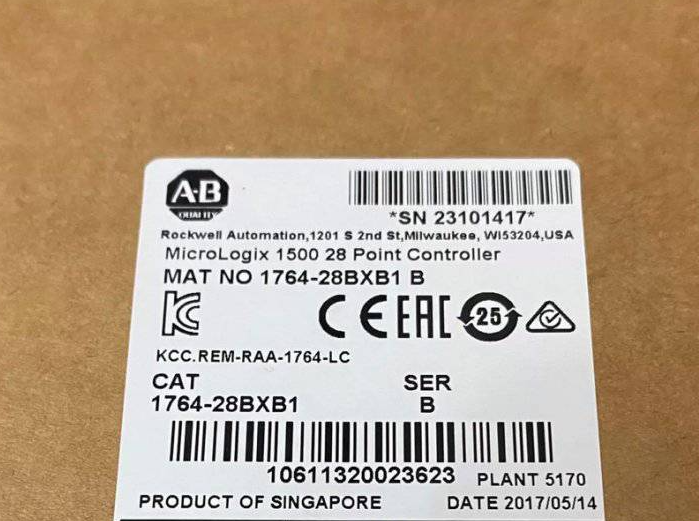 A-B
QUALITY
*SN 23101417*
Rockwell Automation,1201 S 2nd St,Milwaukee, WI53204,USA
MicroLogix 1500 28 Point Controller
MAT NO 1764-28BXB1 B
CE EAC 25
KCC.REM-RAA-1764-LC
CAT SER
1764-28BXB1 B
10611320023623 PLANT 5170
PRODUCT OF SINGAPORE DATE 2017/05/14